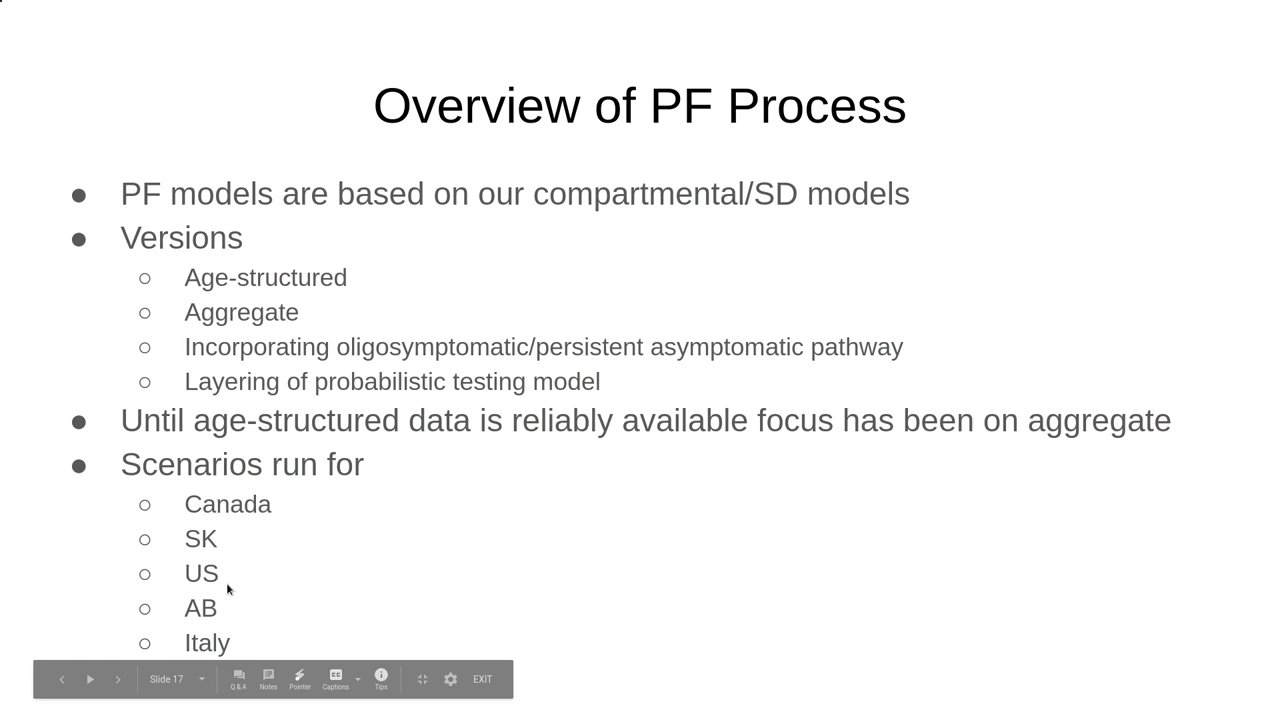 Overview of PF Process
● PF models are based on our compartmental/SD models
● Versions
○ Age-structured
○ Aggregate
○ Incorporating oligosymptomatic/persistent asymptomatic pathway
○ Layering of probabilistic testing model
● Until age-structured data is reliably available focus has been on aggregate
● Scenarios run for
○ Canada
○ SK
○ US
○ AB
○ Italy
Slide 17 Q & A Notes Pointer CC Captions Tips EXIT